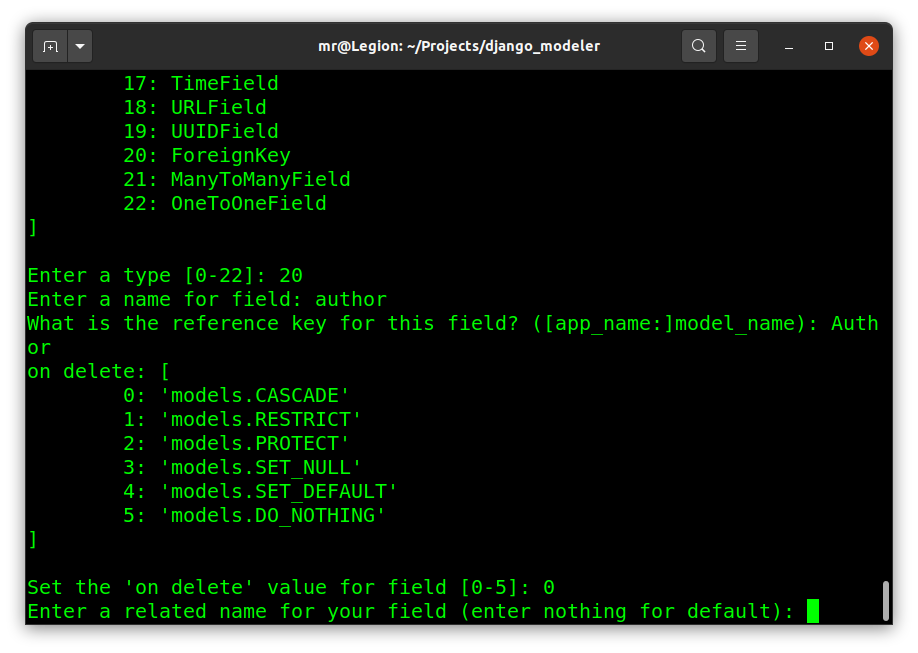 mr@Legion: ~/Projects/django_modeler
17: TimeField
18: URLField
19: UUIDField
20: ForeignKey
21: ManyToManyField
22: OneToOneField
]
Enter a type [0-22]: 20
Enter a name for field: author
What is the reference key for this field? ([app_name:]model_name): Auth
or
on delete: [
0: 'models.CASCADE'
1: 'models.RESTRICT'
2: 'models.PROTECT'
3: 'models.SET_NULL'
4: 'models.SET_DEFAULT'
5: 'models.DO_NOTHING'
]
Set the 'on delete' value for field [0-5]: 0
Enter a related name for your field (enter nothing for default):